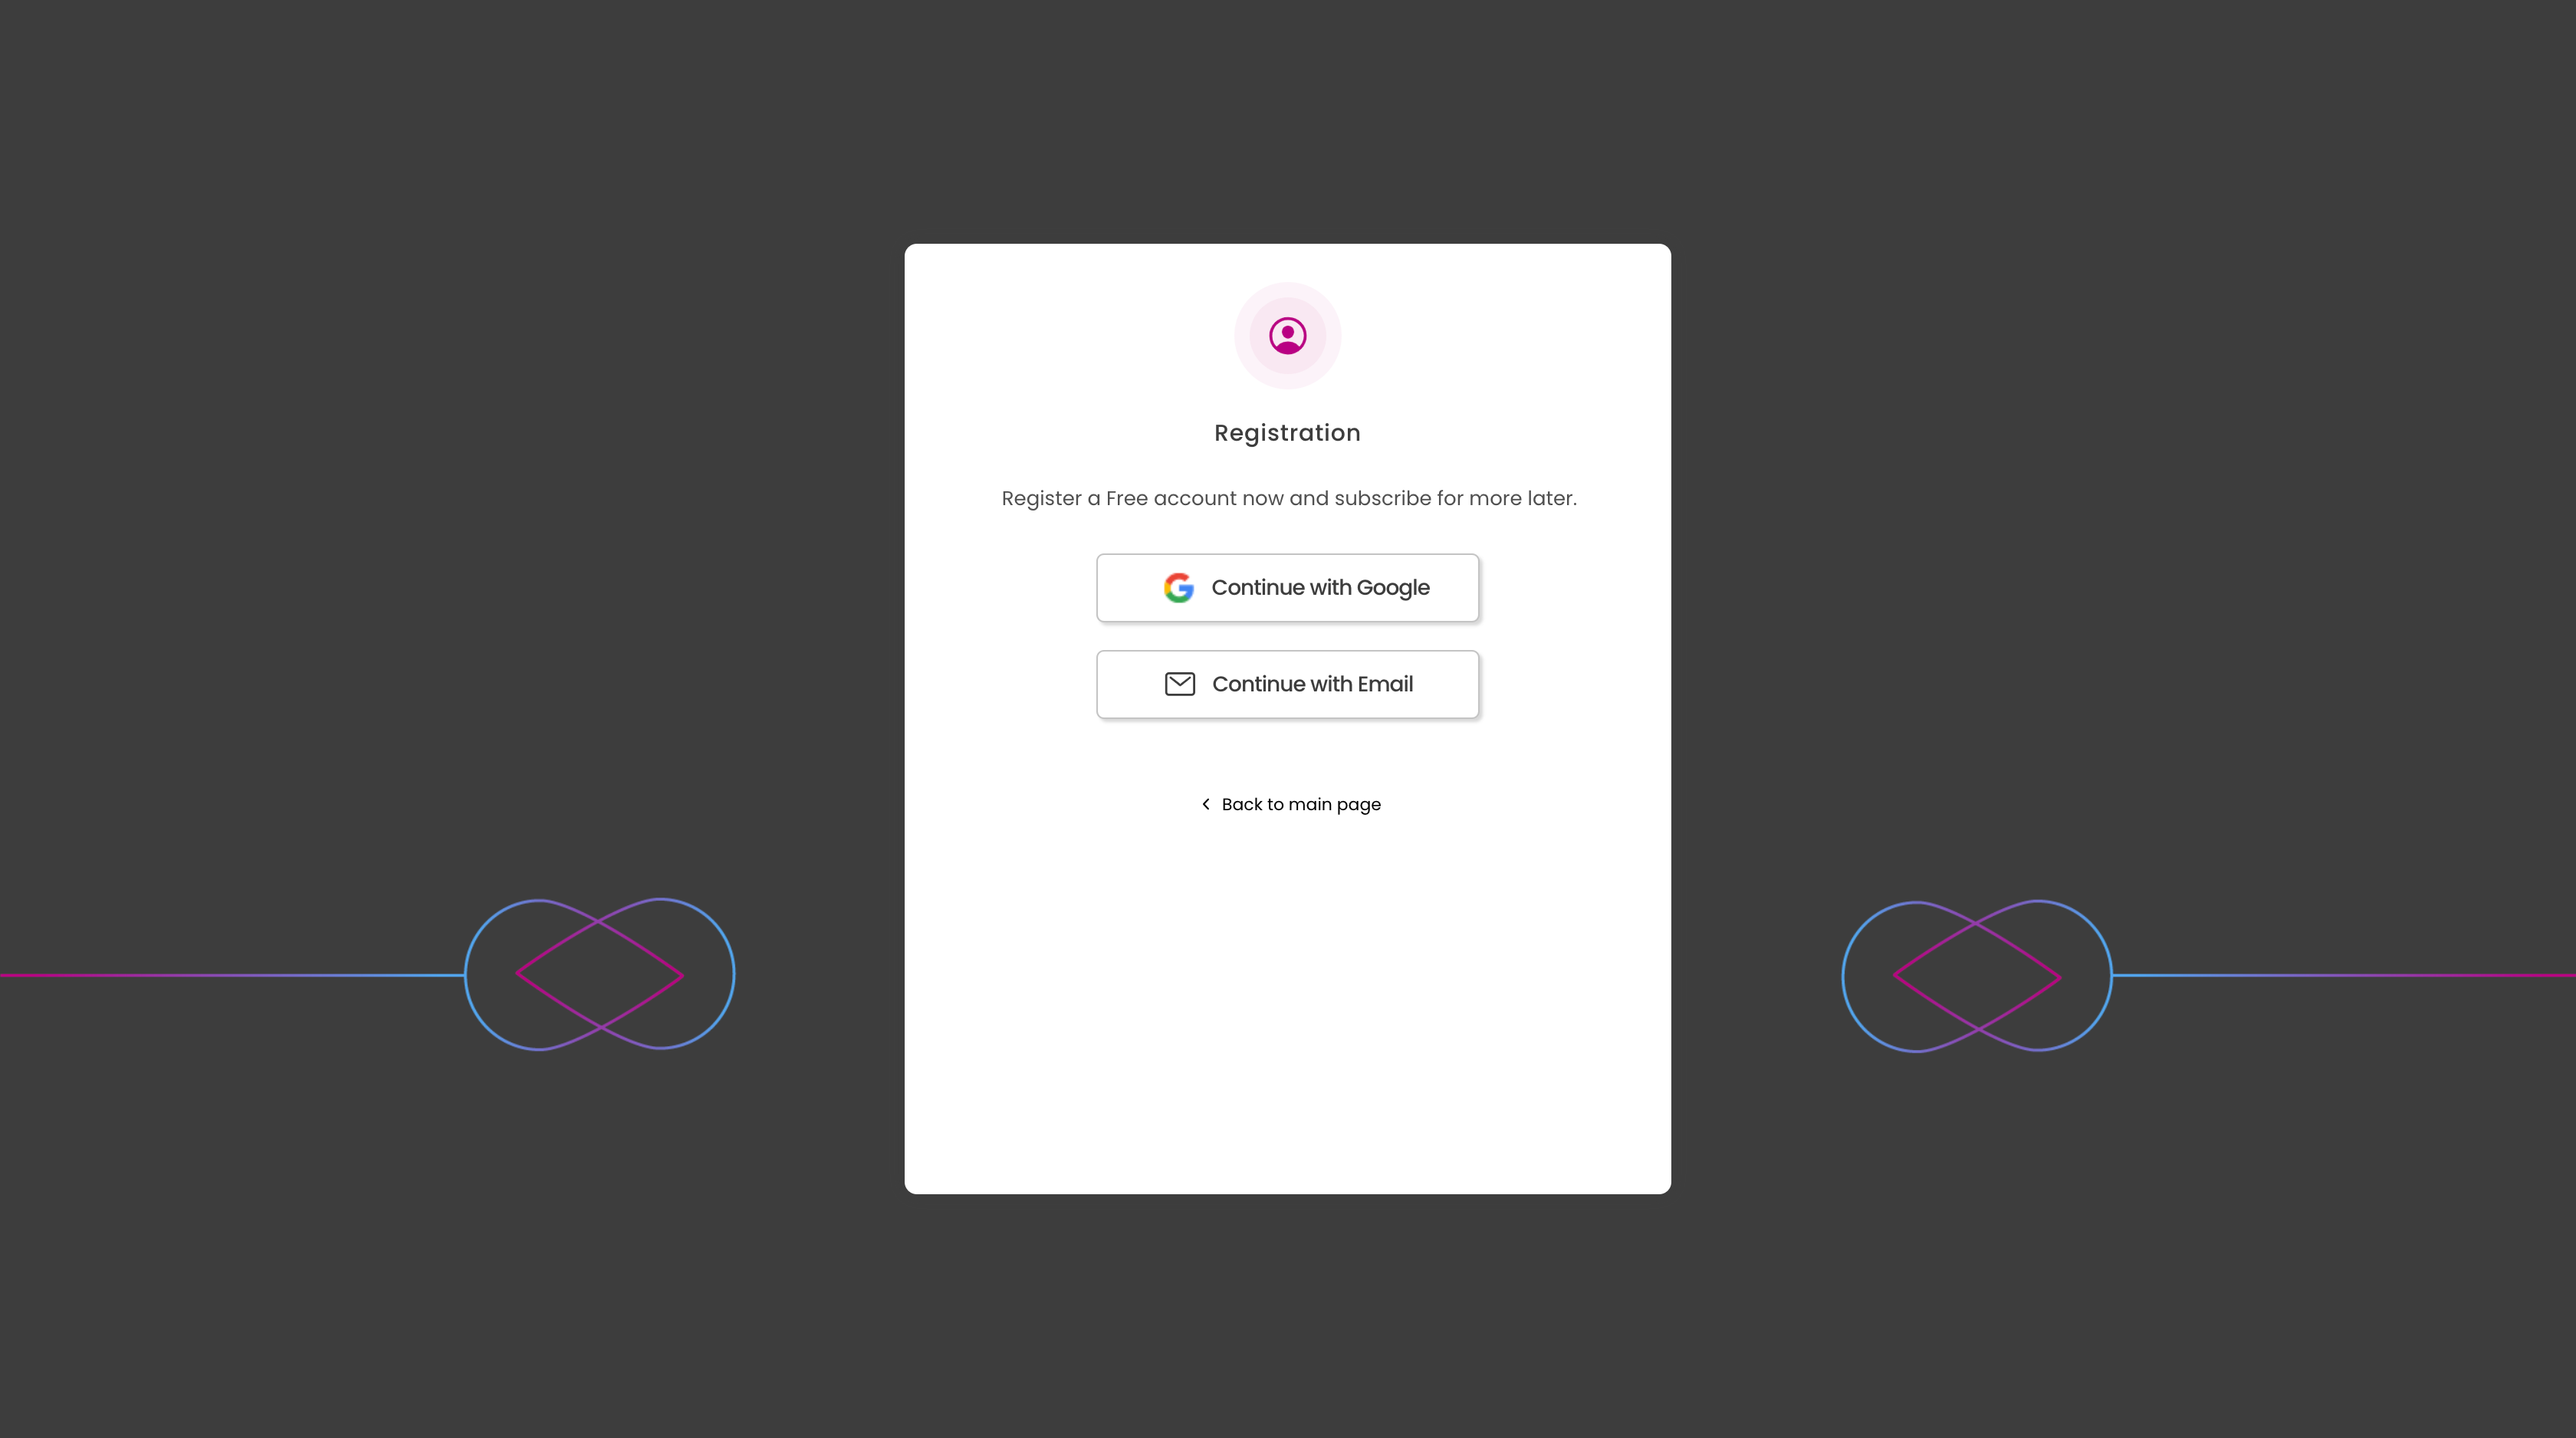 Registration
Register a Free account now and subscribe for more later.
Continue with Google
Continue with Email
Back to main page